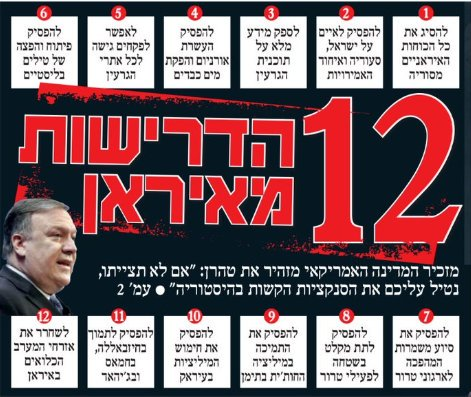 1
להסיג את
כל הכוחות
האיראניים
מסוריה
2
להפסיק לאיים
על ישראל,
סעודיה ואיחוד
האמירויות
3
לספק מידע
מלא על
תוכנית
הגרעין
4
להפסיק
העשרת
אורניום והפקת
מים כבדים
5
לאפשר
לפקחים גישה
לכל אתרי
הגרעין
6
להפסיק
פיתוח והפצה
של טילים
בליסטיים
12
הדרישות
מאיראן
מזכיר המדינה האמריקאי מזהיר את טהרן: "אם לא תצייתו,
נטיל עליכם את הסנקציות הקשות בהיסטוריה" ● עמ' 2
7
להפסיק את
סיוע משמרות
המהפכה
לארגוני טרור
8
להפסיק
לתת מקלט
בשטחה
לפעילי טרור
9
להפסיק את
התמיכה
במיליציה
החות'ית בתימן
10
להפסיק
את חימוש
המיליציות
בעיראק
11
להפסיק לתמוך
בחיזבאללה,
בחמאס
ובג'יהאד
12
לשחרר את
אזרחי המערב
הכלואים
באיראן